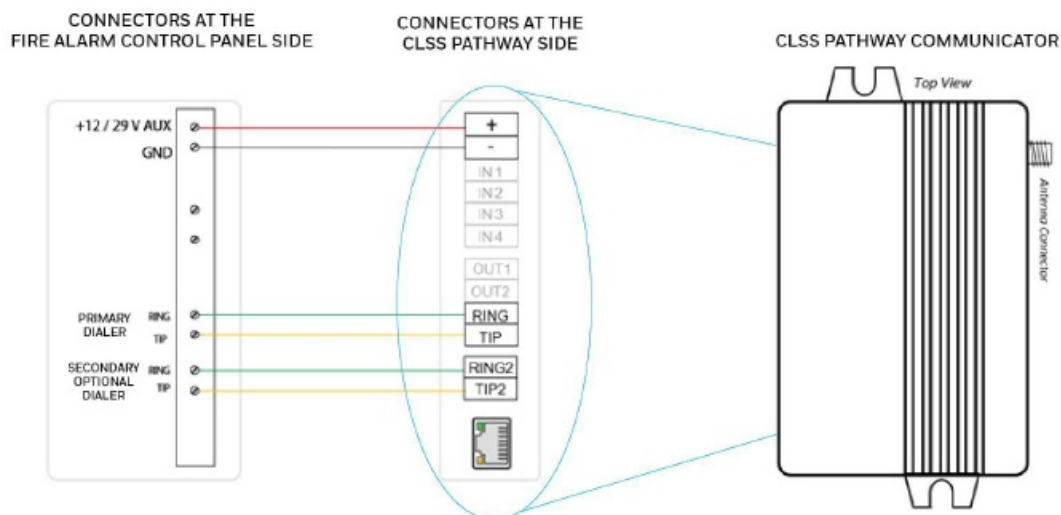 CONNECTORS AT THE
FIRE ALARM CONTROL PANEL SIDE
CONNECTORS AT THE
CLSS PATHWAY SIDE
CLSS PATHWAY COMMUNICATOR
Top View
+12 / 29 V AUX
GND
+
-
IN1
IN2
IN3
IN4
OUT1
OUT2
Antenna Connector
PRIMARY
DIALER
RING
TIP
RING
TIP
SECONDARY
OPTIONAL
DIALER
RING
TIP
RING2
TIP2